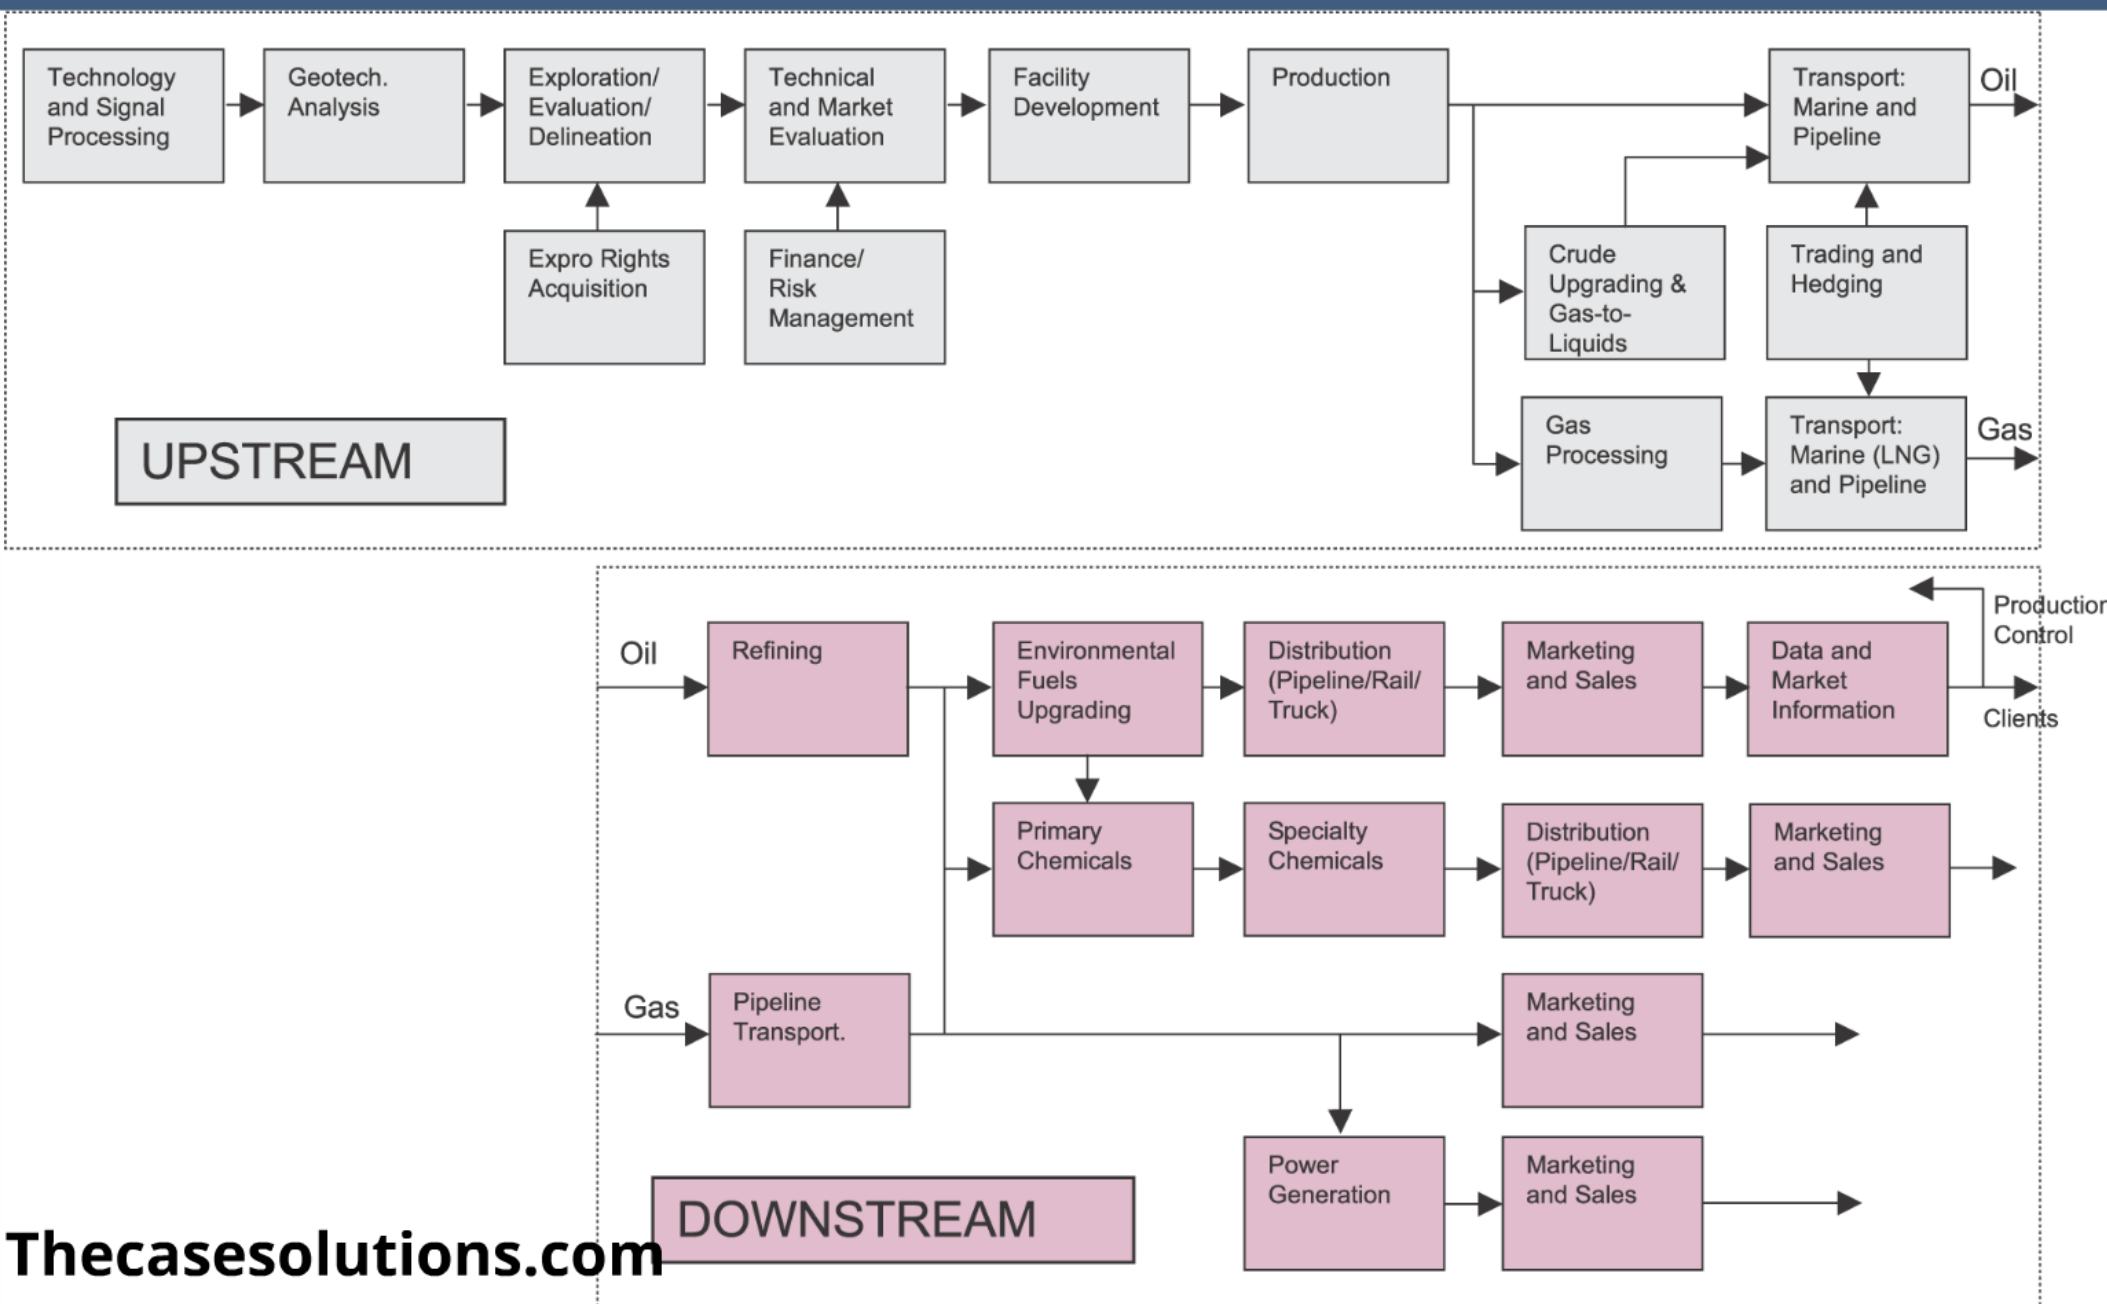 Technology
and Signal
Processing
Geotech.
Analysis
Exploration/
Evaluation/
Delineation
Technical
and Market
Evaluation
Facility
Development
Production
Transport:
Marine and
Pipeline
Oil
Expro Rights
Acquisition
Finance/
Risk
Management
Crude
Upgrading &
Gas-to-
Liquids
Trading and
Hedging
UPSTREAM
Gas
Processing
Transport:
Marine (LNG)
and Pipeline
Gas
Oil
Refining
Environmental
Fuels
Upgrading
Distribution
(Pipeline/Rail/
Truck)
Marketing
and Sales
Data and
Market
Information
Production
Control
Clients
Primary
Chemicals
Specialty
Chemicals
Distribution
(Pipeline/Rail/
Truck)
Marketing
and Sales
Gas
Pipeline
Transport.
Marketing
and Sales
Power
Generation
Marketing
and Sales
DOWNSTREAM
Thecasesolutions.com